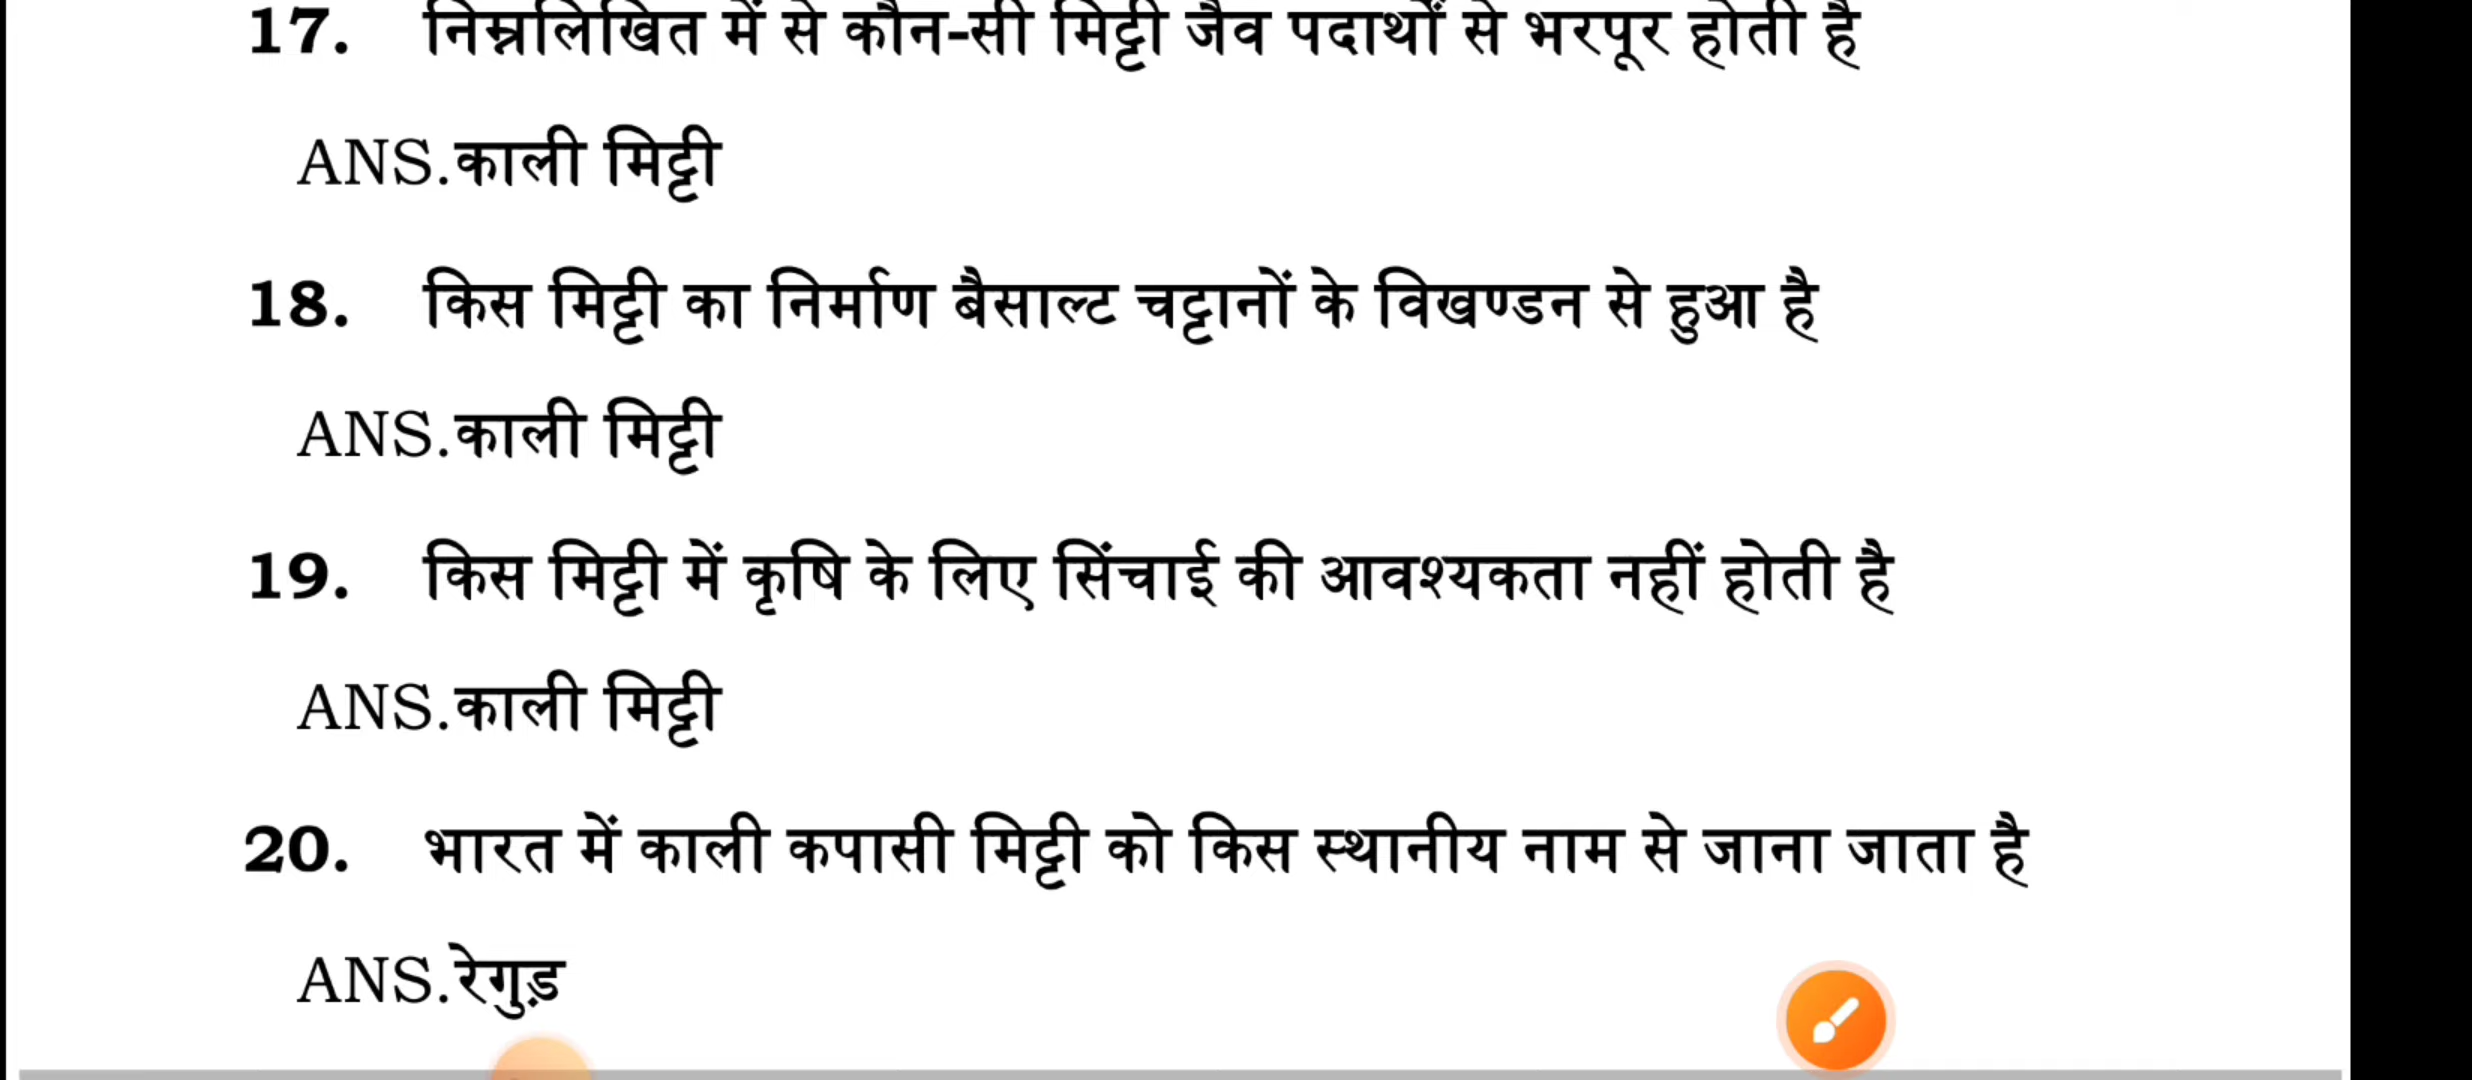 17. निम्नलिखित में से कौन-सी मिट्टी जैव पदार्थों से भरपूर होती है
ANS.काली मिट्टी
18. किस मिट्टी का निर्माण बैसाल्ट चट्टानों के विखण्डन से हुआ है
ANS.काली मिट्टी
19. किस मिट्टी में कृषि के लिए सिंचाई की आवश्यकता नहीं होती है
ANS.काली मिट्टी
20. भारत में काली कपासी मिट्टी को किस स्थानीय नाम से जाना जाता है
ANS.रेगुड़